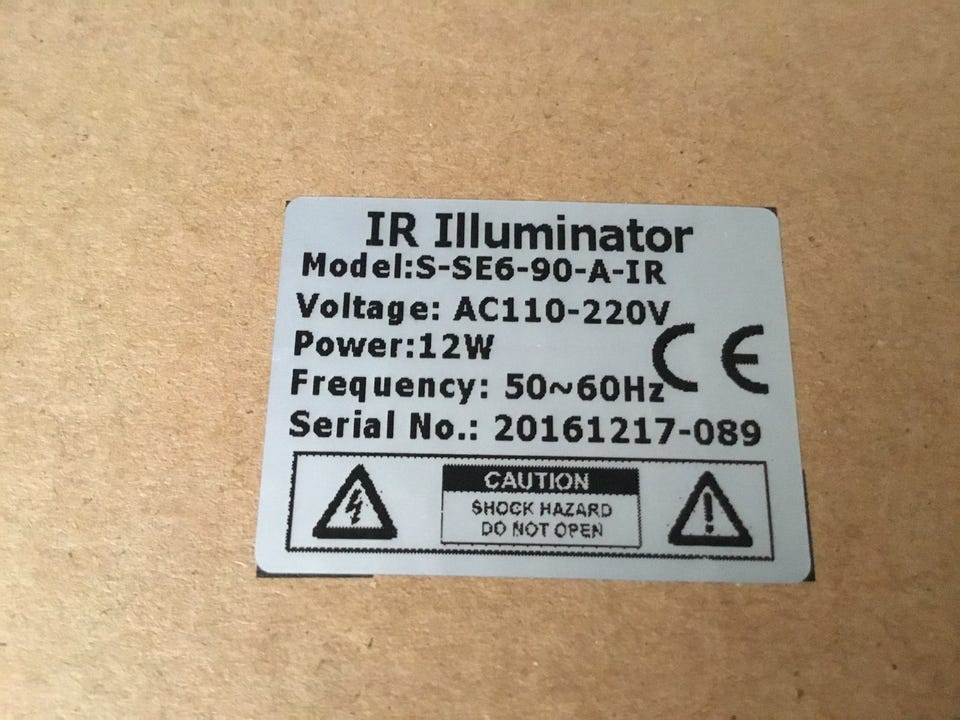 IR Illuminator
Model:S-SE6-90-A-IR
Voltage: AC110-220V
Power:12W
CE
Frequency: 50~60Hz
Serial No.: 20161217-089
CAUTION
SHOCK HAZARD
DO NOT OPEN